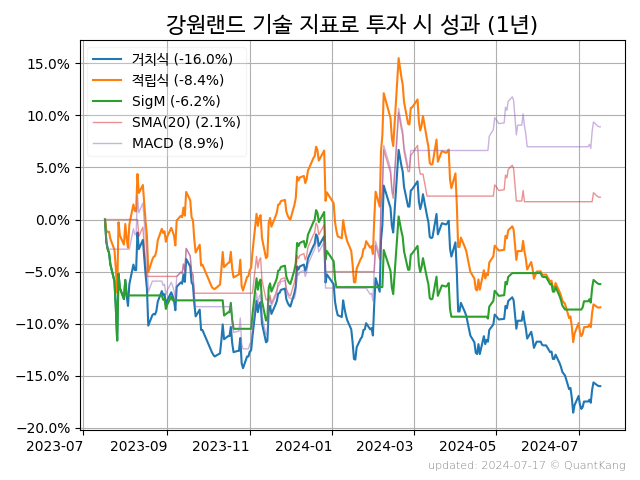 강원랜드 기술 지표로 투자 시 성과 (1년)
거치식 (-16.0%)
적립식 (-8.4%)
SigM (-6.2%)
SMA(20) (2.1%)
MACD (8.9%)
15.0%
10.0%
5.0%
0.0%
−5.0%
−10.0%
−15.0%
−20.0%
2023-07 2023-09 2023-11 2024-01 2024-03 2024-05 2024-07
updated: 2024-07-17 © QuantKang